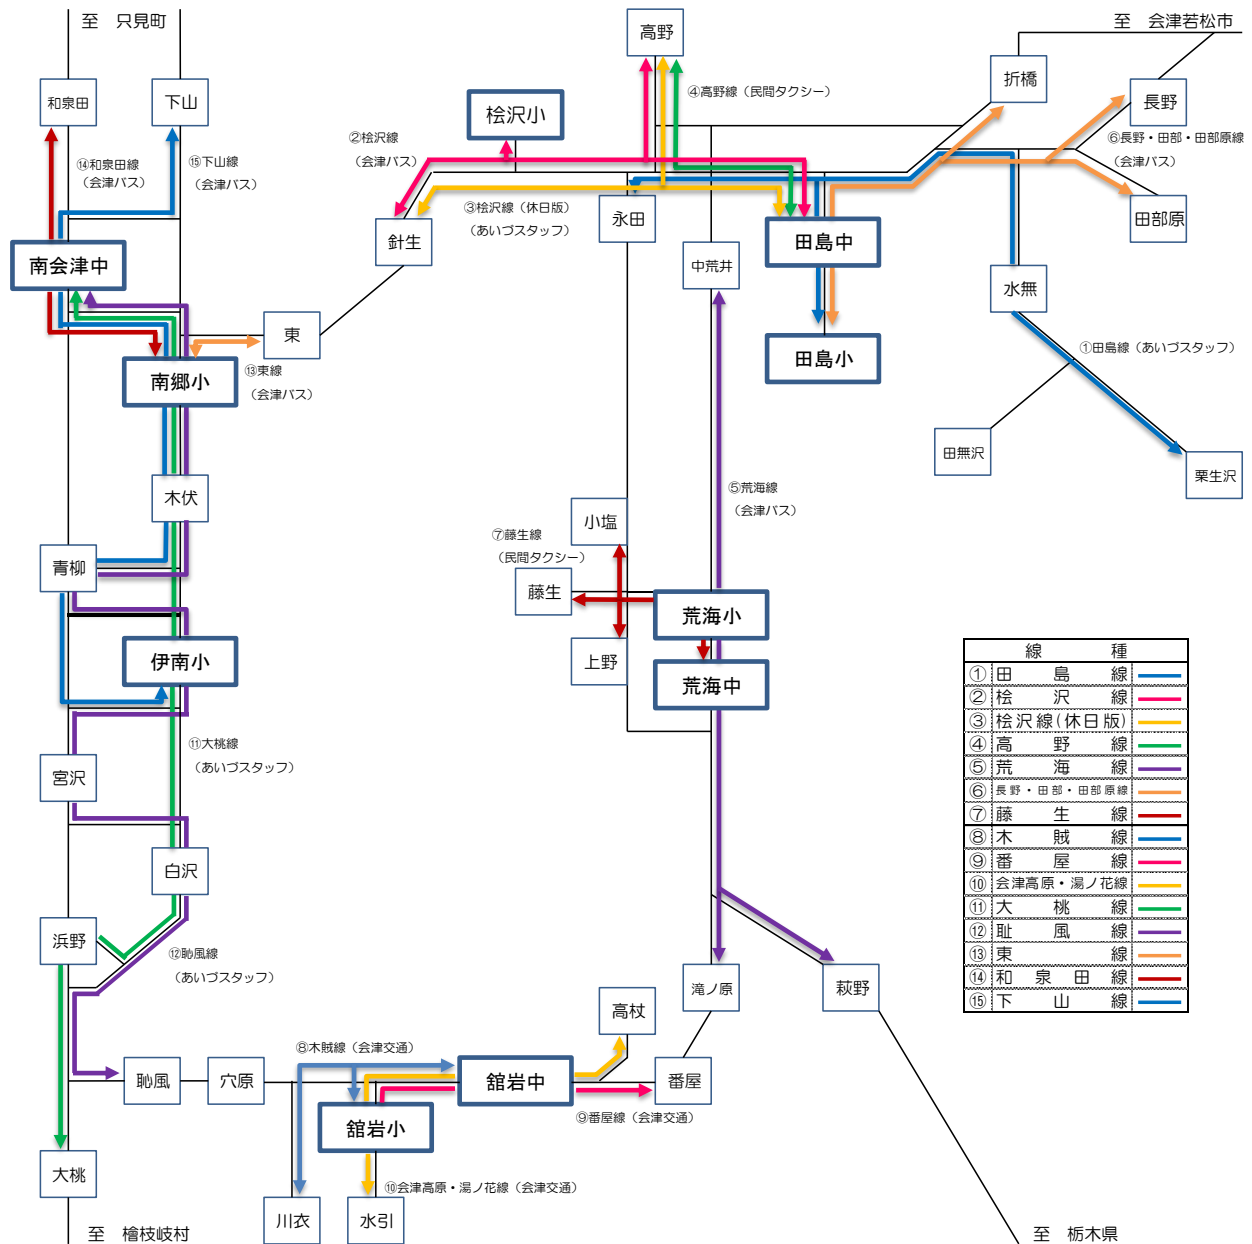 至　只見町
至　会津若松市
高野
和泉田
下山
折橋
長野
桧沢小
④高野線（民間タクシー）
②桧沢線
（会津バス）
⑥長野・田部・田部原線
（会津バス）
⑭和泉田線
（会津バス）
⑮下山線
（会津バス）
③桧沢線（休日版）
（あいづスタッフ）
針生
永田
田島中
田部原
南会津中
中荒井
水無
東
田島小
①田島線（あいづスタッフ）
南郷小
⑬東線
（会津バス）
田無沢
栗生沢
木伏
⑤荒海線
（会津バス）
小塩
⑦藤生線
（民間タクシー）
青柳
藤生
荒海小
伊南小
上野
荒海中
線　種
①田島線
②桧沢線
③桧沢線(休日版)
④高野線
⑤荒海線
⑥長野・田部・田部原線
⑦藤生線
⑧木賊線
⑨番屋線
⑩会津高原・湯ノ花線
⑪大桃線
⑫耻風線
⑬東線
⑭和泉田線
⑮下山線
⑪大桃線
（あいづスタッフ）
宮沢
白沢
浜野
⑫恥風線
（あいづスタッフ）
滝ノ原
萩野
高杖
⑧木賊線（会津交通）
恥風
穴原
舘岩中
番屋
舘岩小
⑨番屋線（会津交通）
大桃
⑩会津高原・湯ノ花線（会津交通）
川衣
水引
至　檜枝岐村
至　栃木県